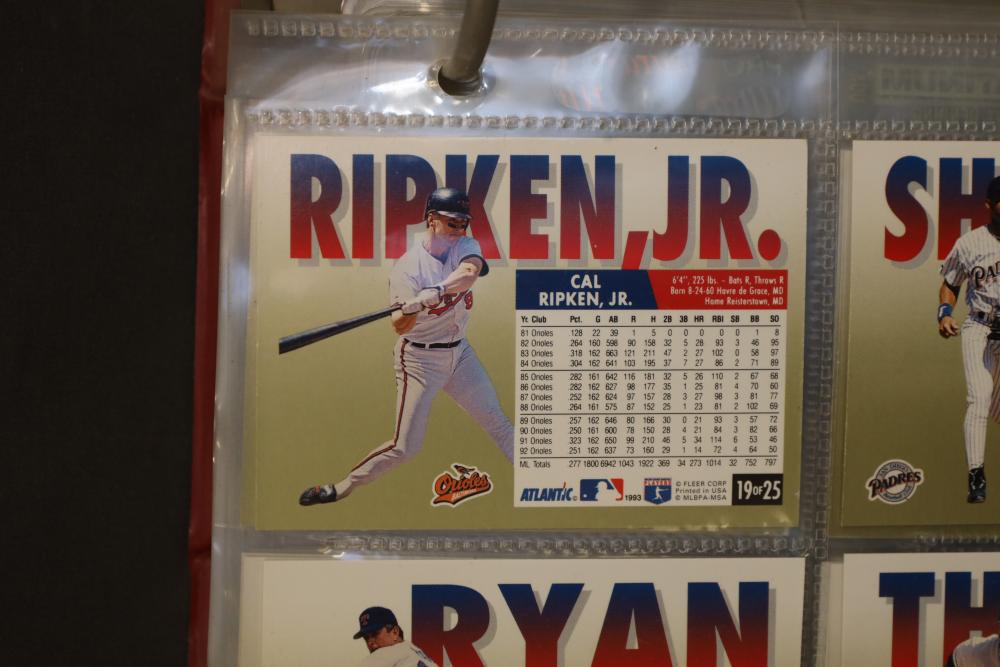 RIPKEN, JR.
CAL
RIPKEN, JR.
6'4", 225 lbs. - Bats R, Throws R
Born 8-24-60 Havre de Grace, MD
Home Reisterstown, MD
Yr. Club Pct. G AB R H 2B 3B HR RBI SB BB SO
81 Orioles .128 22 39 1 5 0 0 0 0 0 1 8
82 Orioles .264 160 598 90 158 32 5 28 93 3 46 95
83 Orioles .318 162 663 121 211 47 2 27 102 0 58 97
84 Orioles .304 162 641 103 195 37 7 27 86 2 71 89
85 Orioles .282 161 642 116 181 32 5 26 110 2 67 68
86 Orioles .282 162 627 98 177 35 1 25 81 4 70 60
87 Orioles .252 162 624 97 157 28 3 27 98 3 81 77
88 Orioles .264 161 575 87 152 25 1 23 81 2 102 69
89 Orioles .257 162 646 80 166 30 0 21 93 3 57 72
90 Orioles .250 161 600 78 150 28 4 21 84 3 82 66
91 Orioles .323 162 650 99 210 46 5 34 114 6 53 46
92 Orioles .251 162 637 73 160 29 1 14 72 4 64 50
ML Totals .277 1800 6942 1043 1922 369 34 273 1014 32 752 797
Orioles
BALTIMORE
ATLANTIC
1993
PLAYERS
© FLEER CORP
Printed in USA
© MLBPA-MSA
19 OF 25
SH
PAD
PADRES
RYAN
T
TH